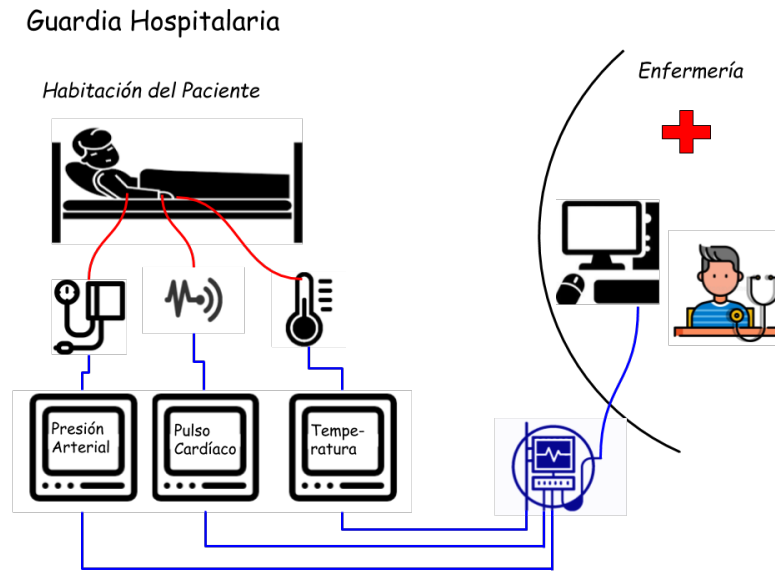 Guardia Hospitalaria
Habitación del Paciente
Enfermería
Presión
Arterial
Pulso
Cardíaco
Tempe-
ratura